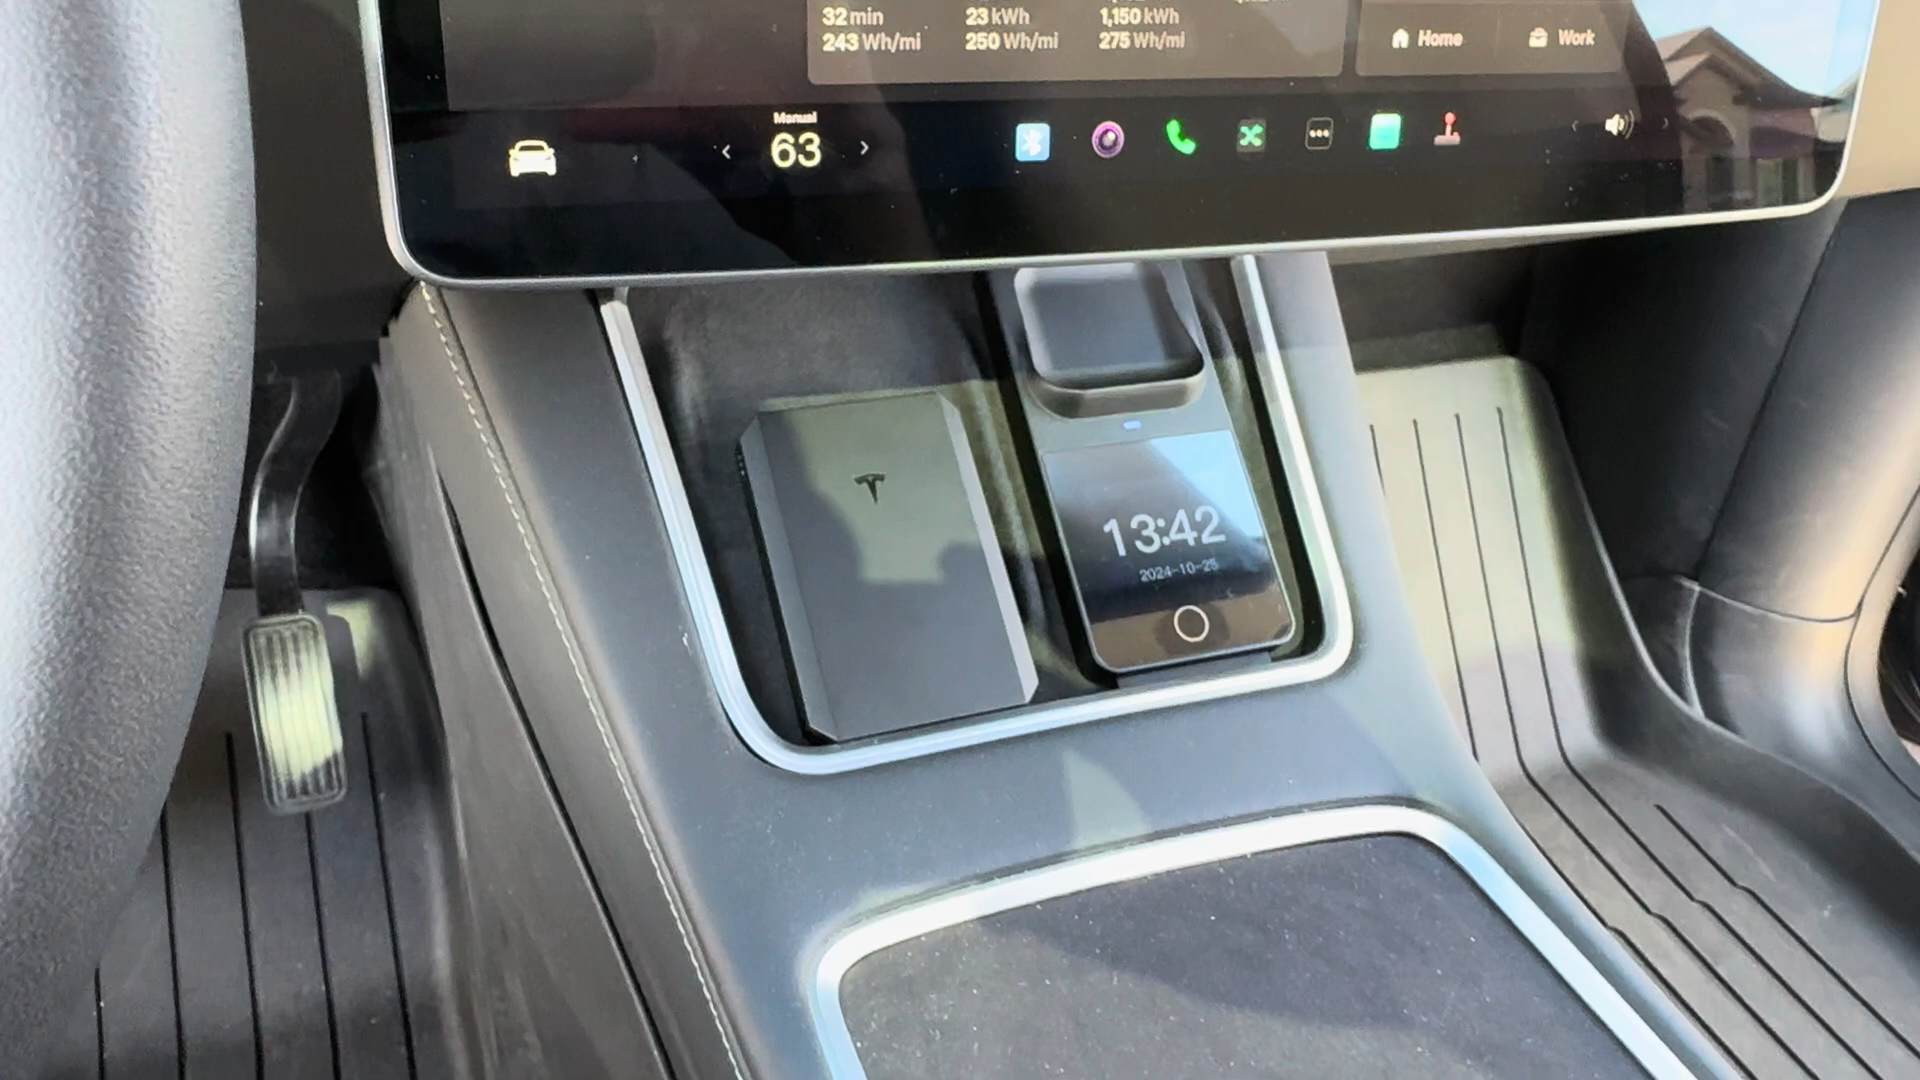 32 min 23 kWh 1,150 kWh
243 Wh/mi 250 Wh/mi 275 Wh/mi
Home Work
Manual
63
13:42
2024-10-25